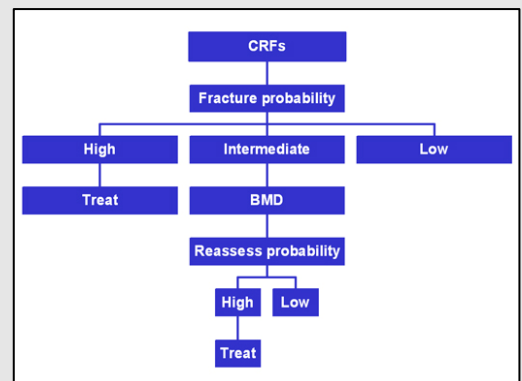 CRFs
Fracture probability
High Intermediate Low
Treat BMD
Reassess probability
High Low
Treat